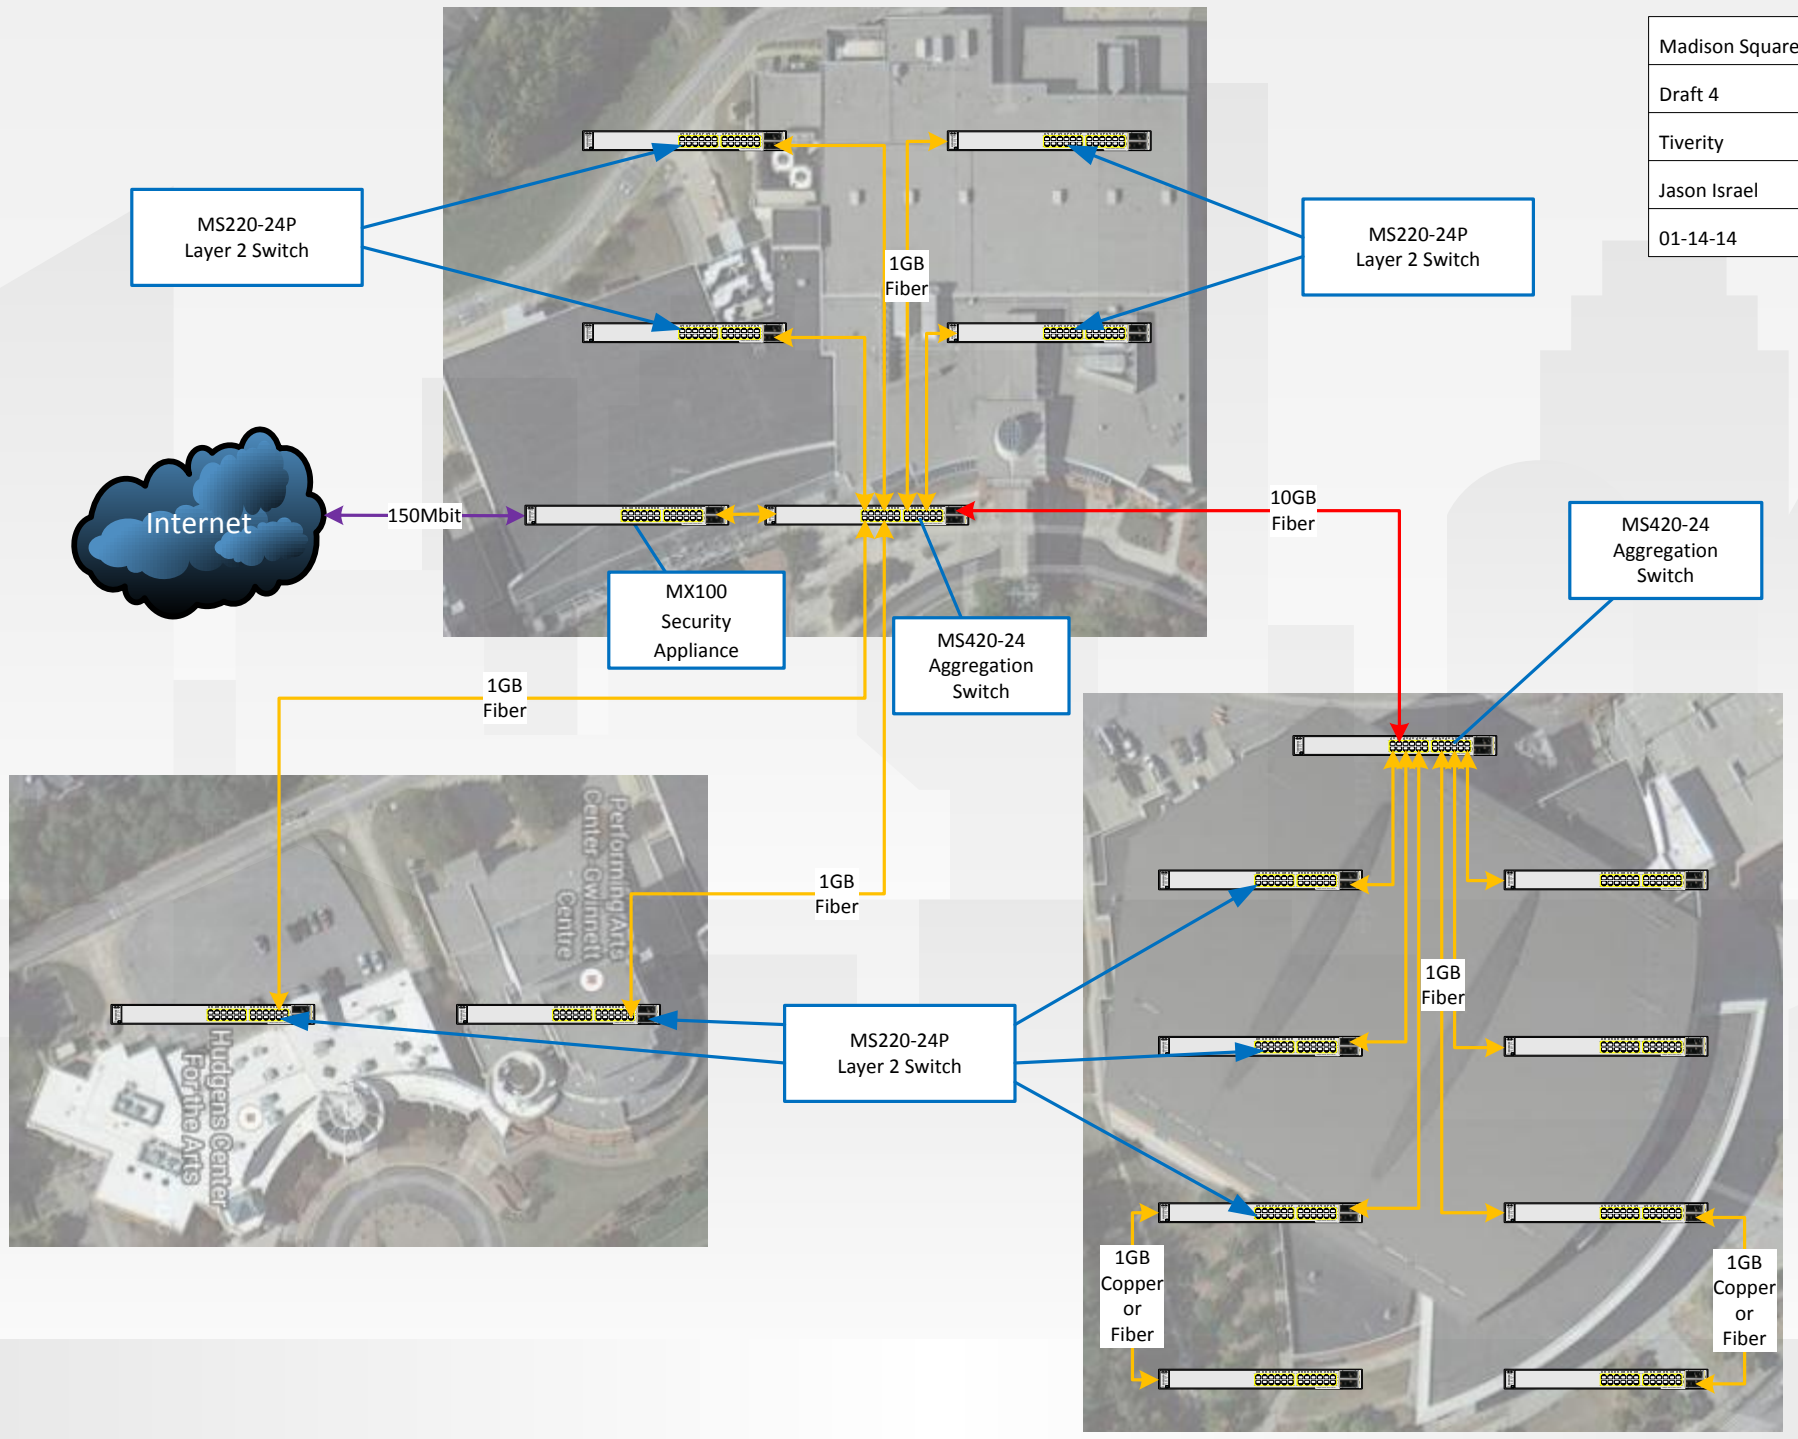 Madison Square
Draft 4
Tiverity
Jason Israel
01-14-14
MS220-24P
Layer 2 Switch
MS220-24P
Layer 2 Switch
1GB
Fiber
Internet
150Mbit
10GB
Fiber
MS420-24
Aggregation
Switch
MX100
Security
Appliance
MS420-24
Aggregation
Switch
1GB
Fiber
1GB
Fiber
Performing Arts
Center-Gwinnett
Centre
1GB
Fiber
MS220-24P
Layer 2 Switch
Hudgens Center
For the Arts
1GB
Copper
or
Fiber
1GB
Copper
or
Fiber